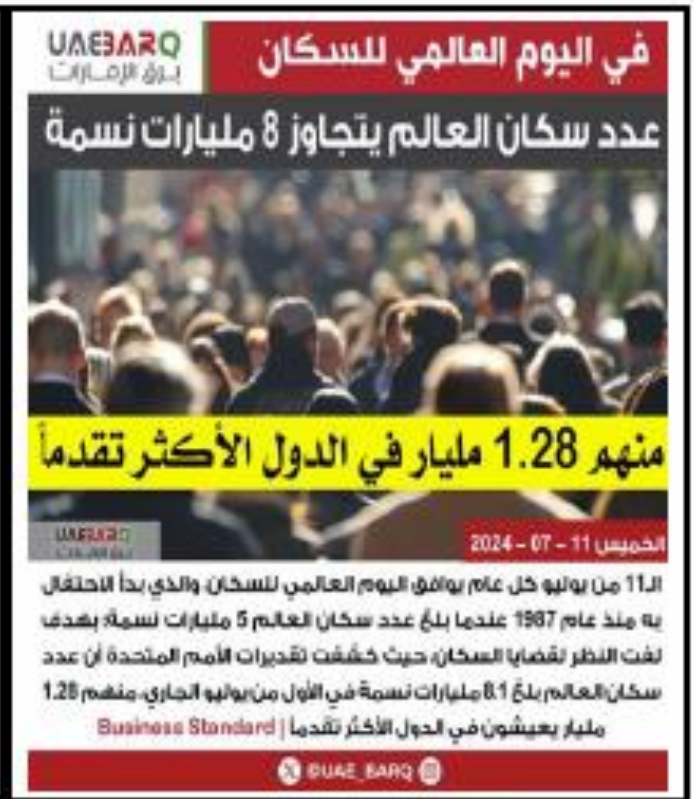 UAEBARQ
برق الإمارات
في اليوم العالمي للسكان
عدد سكان العالم يتجاوز 8 مليارات نسمة
منهم 1.28 مليار في الدول الأكثر تقدماً
UAEBARQ
برق الإمارات
الخميس 11 - 07 - 2024
الـ11 من يوليو كل عام يوافق اليوم العالمي للسكان، والذي بدأ الاحتفال
به منذ عام 1987 عندما بلغ عدد سكان العالم 5 مليارات نسمة؛ بهدف
لفت النظر لقضايا السكان، حيث كشفت تقديرات الأمم المتحدة أن عدد
سكان العالم بلغ 8.1 مليارات نسمة في الأول من يوليو الجاري، منهم 1.28
مليار يعيشون في الدول الأكثر تقدماً | Business Standard
@UAE_BARQ